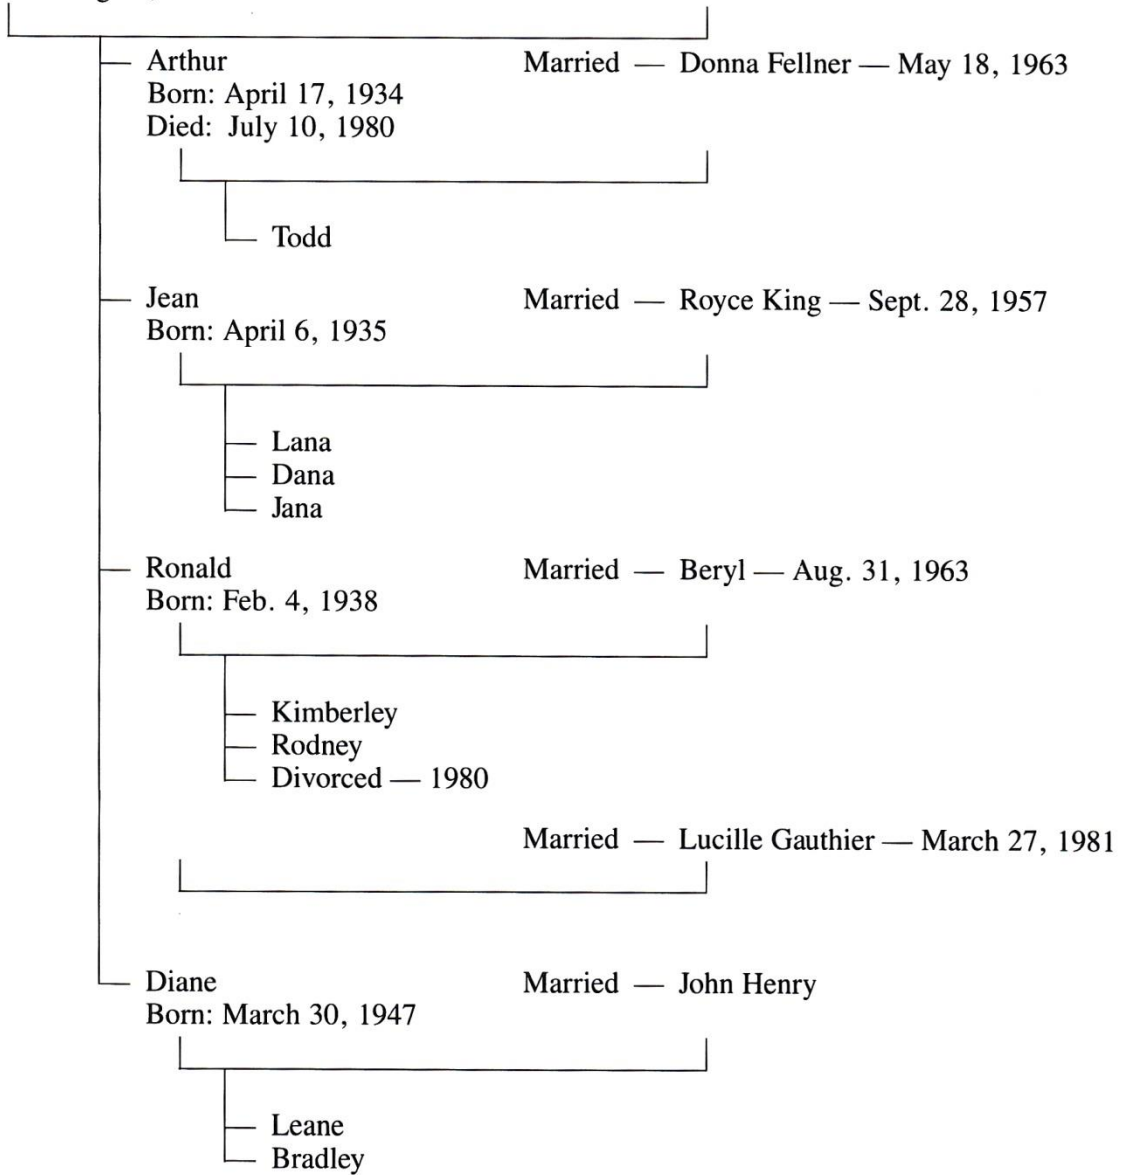 Arthur Married — Donna Fellner — May 18, 1963
Born: April 17, 1934
Died: July 10, 1980
Todd
Jean Married — Royce King — Sept. 28, 1957
Born: April 6, 1935
Lana
Dana
Jana
Ronald Married — Beryl — Aug. 31, 1963
Born: Feb. 4, 1938
Kimberley
Rodney
Divorced — 1980
Married — Lucille Gauthier — March 27, 1981
Diane Married — John Henry
Born: March 30, 1947
Leane
Bradley